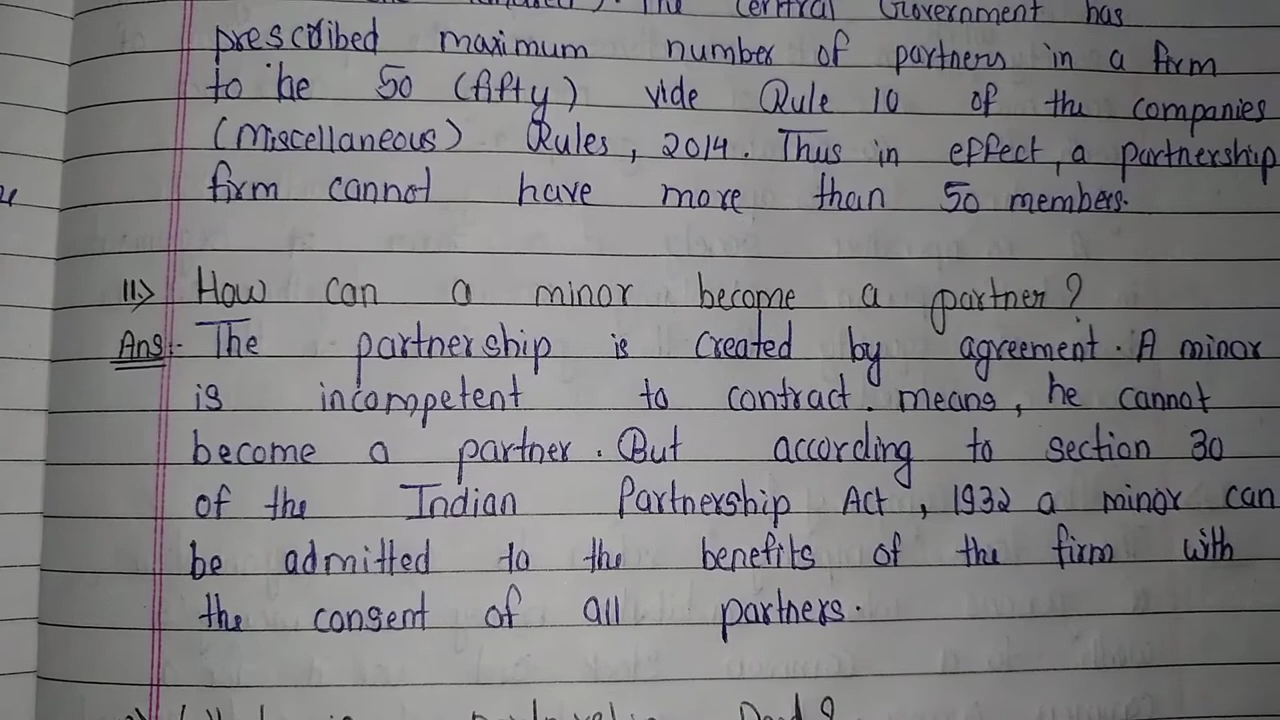 The Central Government has
prescribed maximum number of partners in a firm
to be 50 (fifty) vide Rule 10 of the companies
(Miscellaneous) Rules, 2014. Thus in effect, a partnership
firm cannot have more than 50 members.
11> How can a minor become a partner?
Ans:- The partnership is created by agreement. A minor
is incompetent to contract. means, he cannot
become a partner. But according to section 30
of the Indian Partnership Act, 1932 a minor can
be admitted to the benefits of the firm with
the consent of all partners.